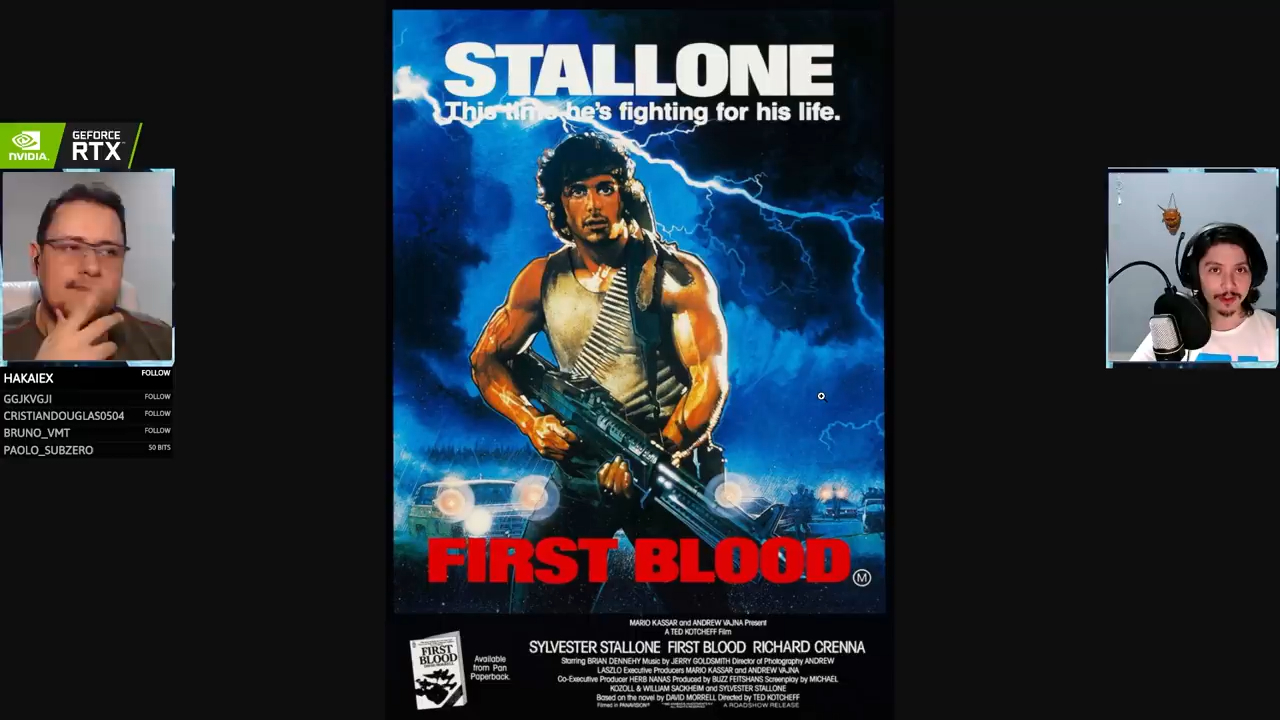 STALLONE
This time he's fighting for his life.
NVIDIA.
GEFORCE
RTX
HAKAIEX FOLLOW
GGJKVGJI FOLLOW
CRISTIANDOUGLAS0504 FOLLOW
BRUNO_VMT FOLLOW
PAOLO_SUBZERO 50 BITS
FIRST BLOOD M
MARIO KASSAR and ANDREW VAJNA Present
A TED KOTCHEFF Film
SYLVESTER STALLONE FIRST BLOOD RICHARD CRENNA
Starring BRIAN DENNEHY Music by JERRY GOLDSMITH Director of Photography ANDREW
LASZLO Executive Producers MARIO KASSAR and ANDREW VAJNA
Co-Executive Producer HERB NANAS Produced by BUZZ FEITSHANS Screenplay by MICHAEL
KOZOLL & WILLIAM SACKHEIM and SYLVESTER STALLONE
Based on the novel by DAVID MORRELL Directed by TED KOTCHEFF
Filmed in PANAVISION® A ROADSHOW RELEASE
FIRST
BLOOD
Available
from Pan
Paperback.